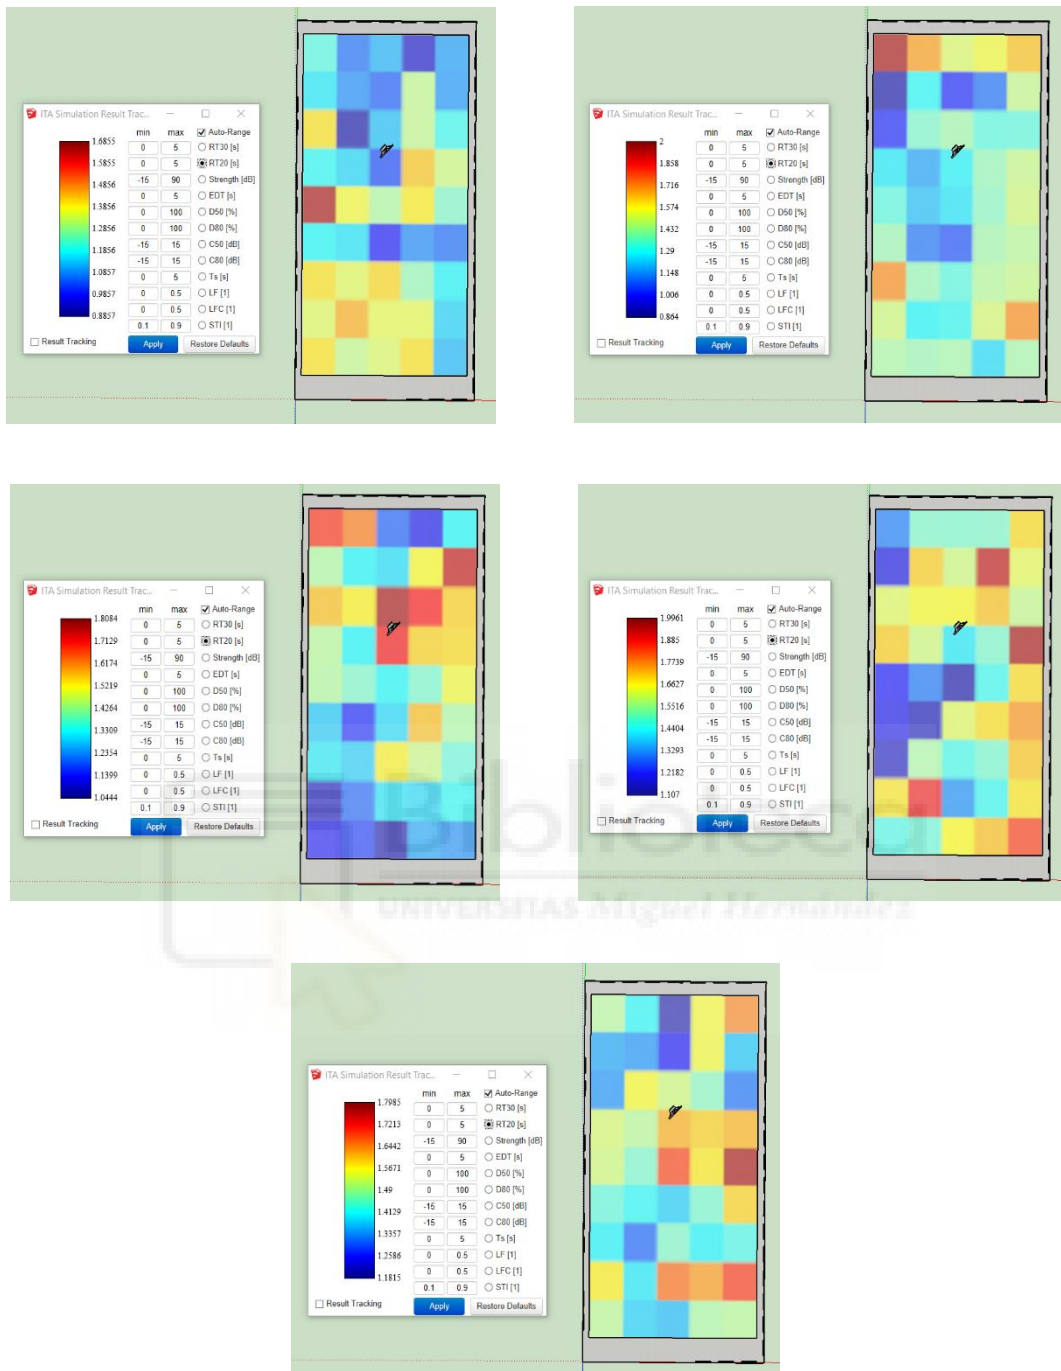 ITA Simulation Result Trac...
min max Auto-Range
1.6855 0 5 RT30 [s]
1.5855 0 5 RT20 [s]
1.4856 -15 90 Strength [dB]
1.3856 0 5 EDT [s]
1.2856 0 100 D50 [%]
0 100 D80 [%]
1.1856 -15 15 C50 [dB]
1.0857 -15 15 C80 [dB]
0.9857 0 5 Ts [s]
0 0.5 LF [1]
0.8857 0 0.5 LFC [1]
0.1 0.9 STI [1]
Result Tracking Apply Restore Defaults
ITA Simulation Result Trac...
min max Auto-Range
2 0 5 RT30 [s]
1.858 0 5 RT20 [s]
1.716 -15 90 Strength [dB]
1.574 0 5 EDT [s]
1.432 0 100 D50 [%]
0 100 D80 [%]
1.29 -15 15 C50 [dB]
1.148 -15 15 C80 [dB]
1.006 0 5 Ts [s]
0 0.5 LF [1]
0.864 0 0.5 LFC [1]
0.1 0.9 STI [1]
Result Tracking Apply Restore Defaults
ITA Simulation Result Trac...
min max Auto-Range
1.8084 0 5 RT30 [s]
1.7129 0 5 RT20 [s]
1.6174 -15 90 Strength [dB]
1.5219 0 5 EDT [s]
1.4264 0 100 D50 [%]
0 100 D80 [%]
1.3309 -15 15 C50 [dB]
1.2354 -15 15 C80 [dB]
1.1399 0 5 Ts [s]
0 0.5 LF [1]
1.0444 0 0.5 LFC [1]
0.1 0.9 STI [1]
Result Tracking Apply Restore Defaults
ITA Simulation Result Trac...
min max Auto-Range
1.9961 0 5 RT30 [s]
1.885 0 5 RT20 [s]
1.7739 -15 90 Strength [dB]
1.6627 0 5 EDT [s]
1.5516 0 100 D50 [%]
0 100 D80 [%]
1.4404 -15 15 C50 [dB]
1.3293 -15 15 C80 [dB]
1.2182 0 5 Ts [s]
0 0.5 LF [1]
1.107 0 0.5 LFC [1]
0.1 0.9 STI [1]
Result Tracking Apply Restore Defaults
Biblioteca
UNIVERSITAS Miguel Hernández
ITA Simulation Result Trac...
min max Auto-Range
1.7985 0 5 RT30 [s]
1.7213 0 5 RT20 [s]
1.6442 -15 90 Strength [dB]
1.5671 0 5 EDT [s]
1.49 0 100 D50 [%]
0 100 D80 [%]
1.4129 -15 15 C50 [dB]
1.3357 -15 15 C80 [dB]
1.2586 0 5 Ts [s]
0 0.5 LF [1]
1.1815 0 0.5 LFC [1]
0.1 0.9 STI [1]
Result Tracking Apply Restore Defaults